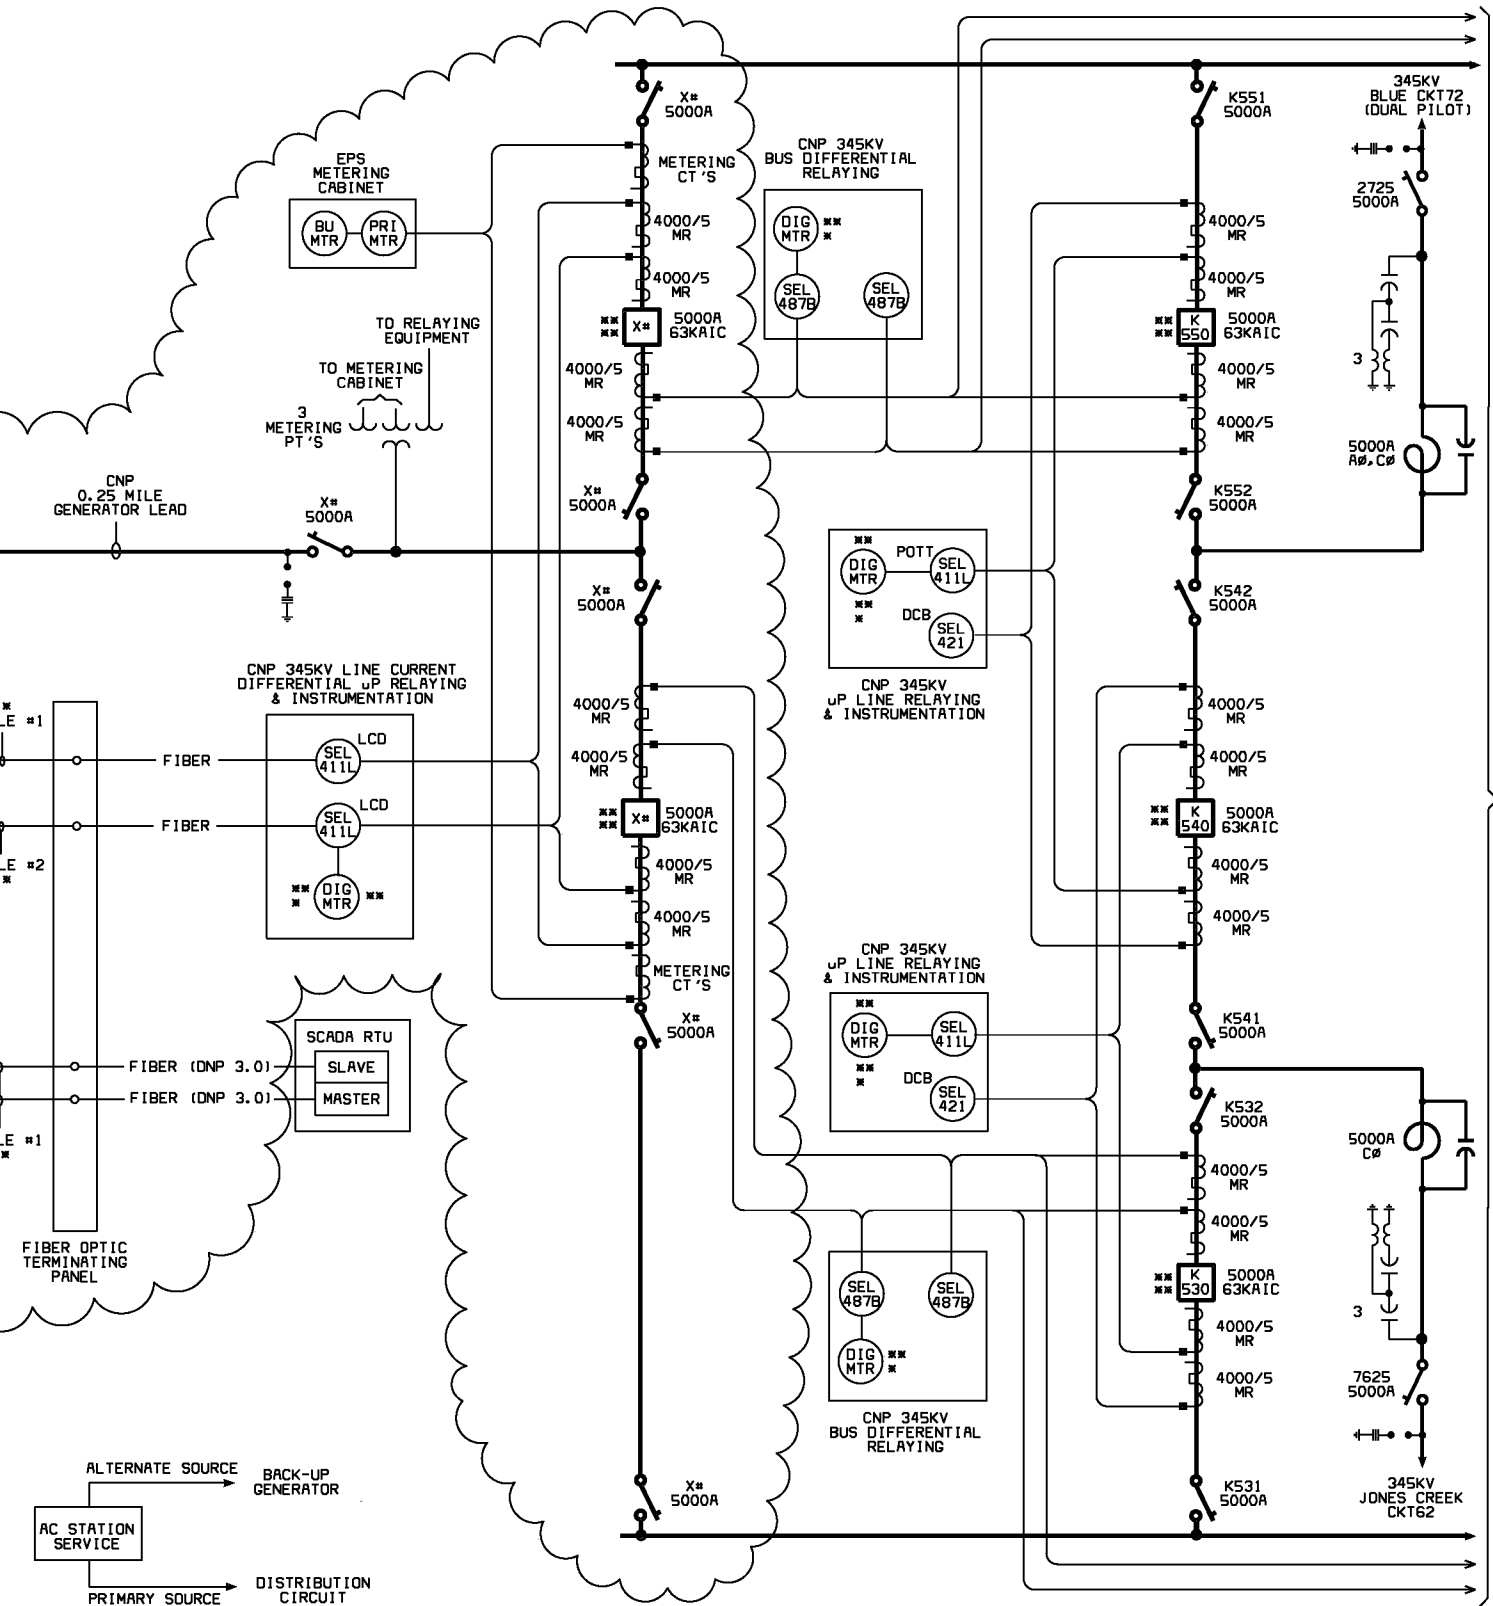 345KV
BLUE CKT72
(DUAL PILOT)
X#
5000A
K551
5000A
CNP 345KV
BUS DIFFERENTIAL
RELAYING
METERING
CT'S
EPS
METERING
CABINET
BU
MTR
PRI
MTR
2725
5000A
4000/5
MR
DIG
MTR
**
*
4000/5
MR
4000/5
MR
SEL
487B
SEL
487B
4000/5
MR
TO RELAYING
EQUIPMENT
**
**
X#
5000A
63KAIC
**
**
K
550
5000A
63KAIC
3
TO METERING
CABINET
4000/5
MR
4000/5
MR
3
METERING
PT'S
4000/5
MR
4000/5
MR
5000A
AØ,CØ
CNP
0.25 MILE
GENERATOR LEAD
X#
5000A
X#
5000A
K552
5000A
**
DIG
MTR
**
*
POTT
SEL
411L
DCB
SEL
421
X#
5000A
K542
5000A
CNP 345KV LINE CURRENT
DIFFERENTIAL uP RELAYING
& INSTRUMENTATION
CNP 345KV
uP LINE RELAYING
& INSTRUMENTATION
4000/5
MR
4000/5
MR
*
LE #1
FIBER
SEL
411L
LCD
4000/5
MR
4000/5
MR
FIBER
SEL
411L
LCD
**
**
X#
5000A
63KAIC
**
**
K
540
5000A
63KAIC
LE #2
*
**
*
DIG
MTR
**
4000/5
MR
4000/5
MR
4000/5
MR
4000/5
MR
METERING
CT'S
CNP 345KV
uP LINE RELAYING
& INSTRUMENTATION
**
DIG
MTR
**
*
SEL
411L
DCB
SEL
421
X#
5000A
K541
5000A
SCADA RTU
SLAVE
MASTER
FIBER (DNP 3.0)
FIBER (DNP 3.0)
LE #1
*
K532
5000A
5000A
CØ
4000/5
MR
4000/5
MR
FIBER OPTIC
TERMINATING
PANEL
SEL
487B
SEL
487B
**
**
K
530
5000A
63KAIC
3
DIG
MTR
**
*
4000/5
MR
4000/5
MR
7625
5000A
CNP 345KV
BUS DIFFERENTIAL
RELAYING
ALTERNATE SOURCE
BACK-UP
GENERATOR
X#
5000A
K531
5000A
345KV
JONES CREEK
CKT62
AC STATION
SERVICE
PRIMARY SOURCE
DISTRIBUTION
CIRCUIT